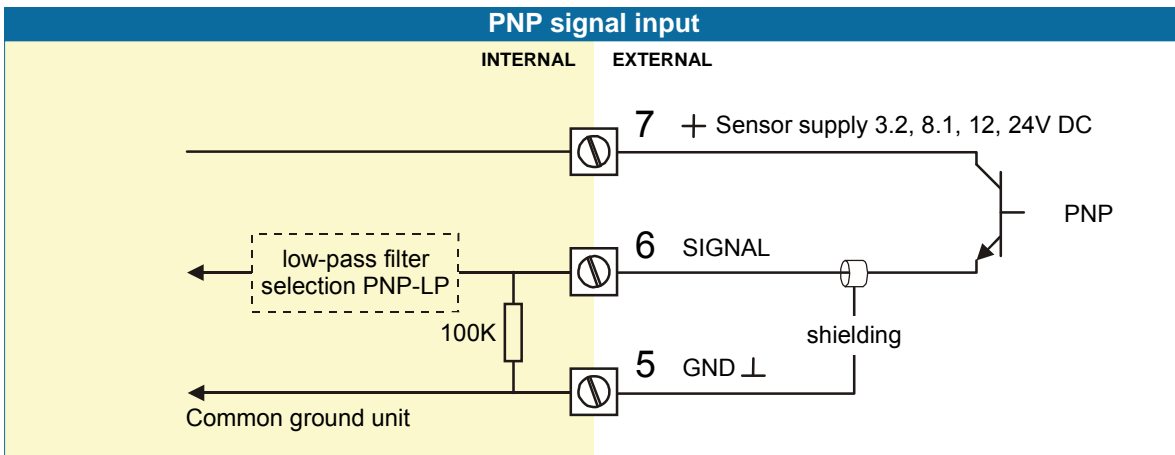 PNP signal input
INTERNAL EXTERNAL
7 + Sensor supply 3.2, 8.1, 12, 24V DC
PNP
6 SIGNAL
low-pass filter
selection PNP-LP
100K
shielding
5 GND ⊥
Common ground unit